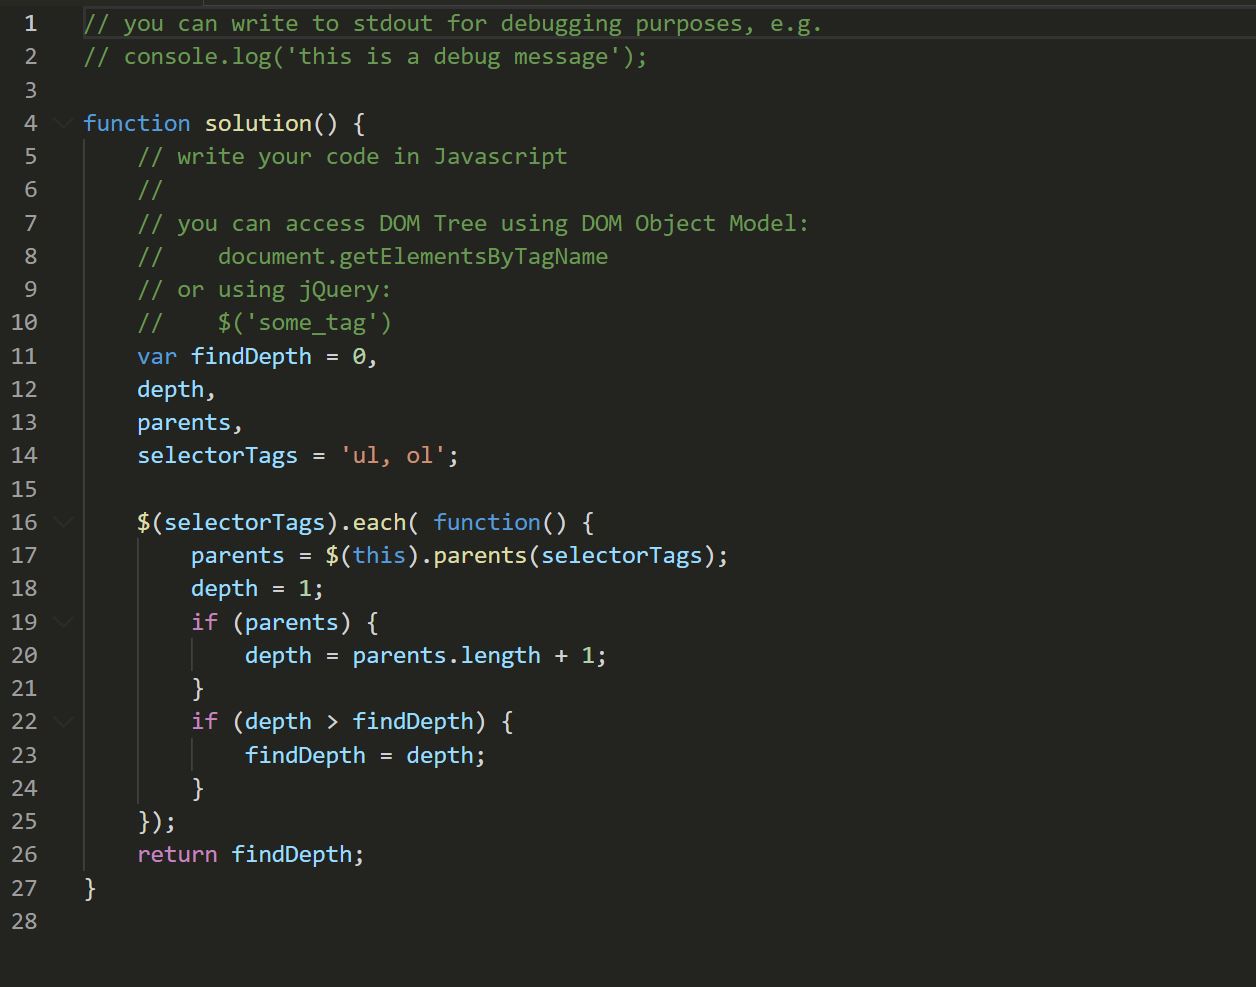 1 // you can write to stdout for debugging purposes, e.g.
2 // console.log('this is a debug message');
3
4 function solution() {
5     // write your code in Javascript
6     //
7     // you can access DOM Tree using DOM Object Model:
8     //    document.getElementsByTagName
9     // or using jQuery:
10     //    $('some_tag')
11     var findDepth = 0,
12     depth,
13     parents,
14     selectorTags = 'ul, ol';
15
16     $(selectorTags).each( function() {
17         parents = $(this).parents(selectorTags);
18         depth = 1;
19         if (parents) {
20             depth = parents.length + 1;
21         }
22         if (depth > findDepth) {
23             findDepth = depth;
24         }
25     });
26     return findDepth;
27 }
28